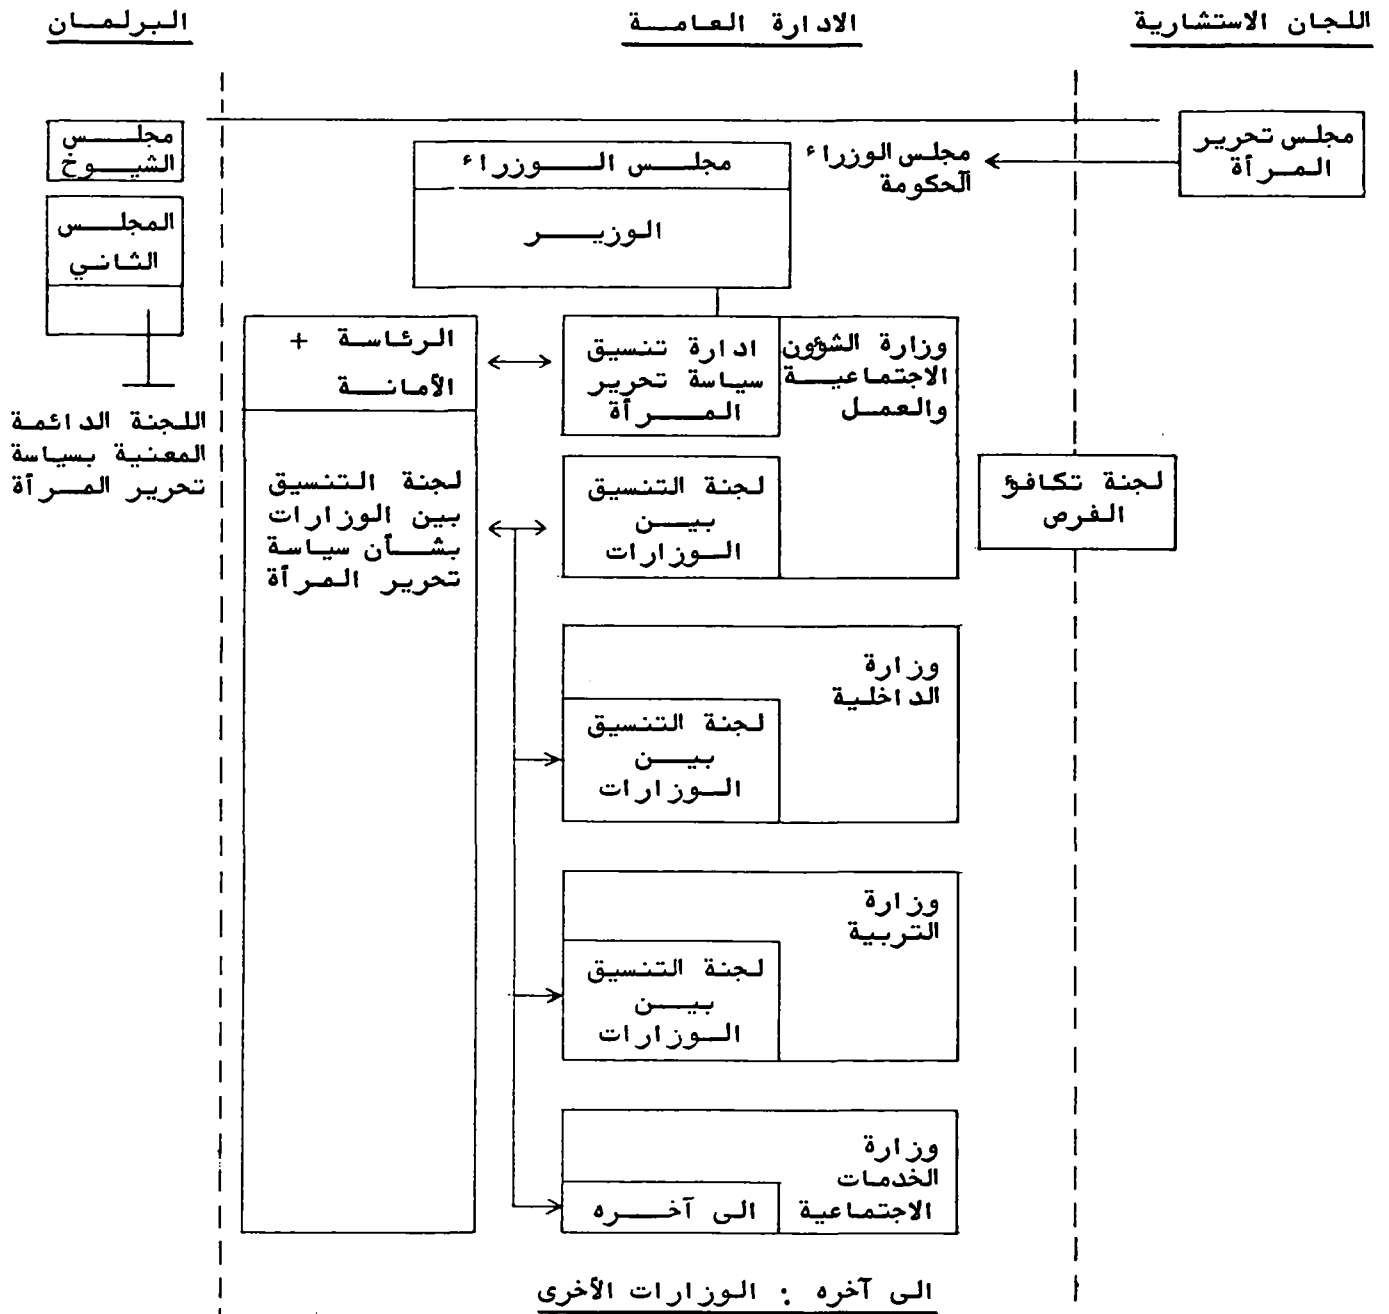 اللجان الاستشارية
الادارة العامة
البرلمان
مجلس تحرير
المرأة
مجلس الوزراء
الحكومة
مجلس الوزراء
الوزير
مجلس
الشيوخ
المجلس
الثاني
اللجنة الدائمة
المعنية بسياسة
تحرير المرأة
وزارة الشؤون
الاجتماعية
والعمل
ادارة تنسيق
سياسة تحرير
المرأة
الرئاسة +
الأمانة
لجنة التنسيق
بين الوزارات
بشأن سياسة
تحرير المرأة
لجنة التنسيق
بين
الوزارات
لجنة تكافؤ
الفرص
وزارة
الداخلية
لجنة التنسيق
بين
الوزارات
وزارة
التربية
لجنة التنسيق
بين
الوزارات
وزارة
الخدمات
الاجتماعية
الى آخره
الى آخره : الوزارات الأخرى